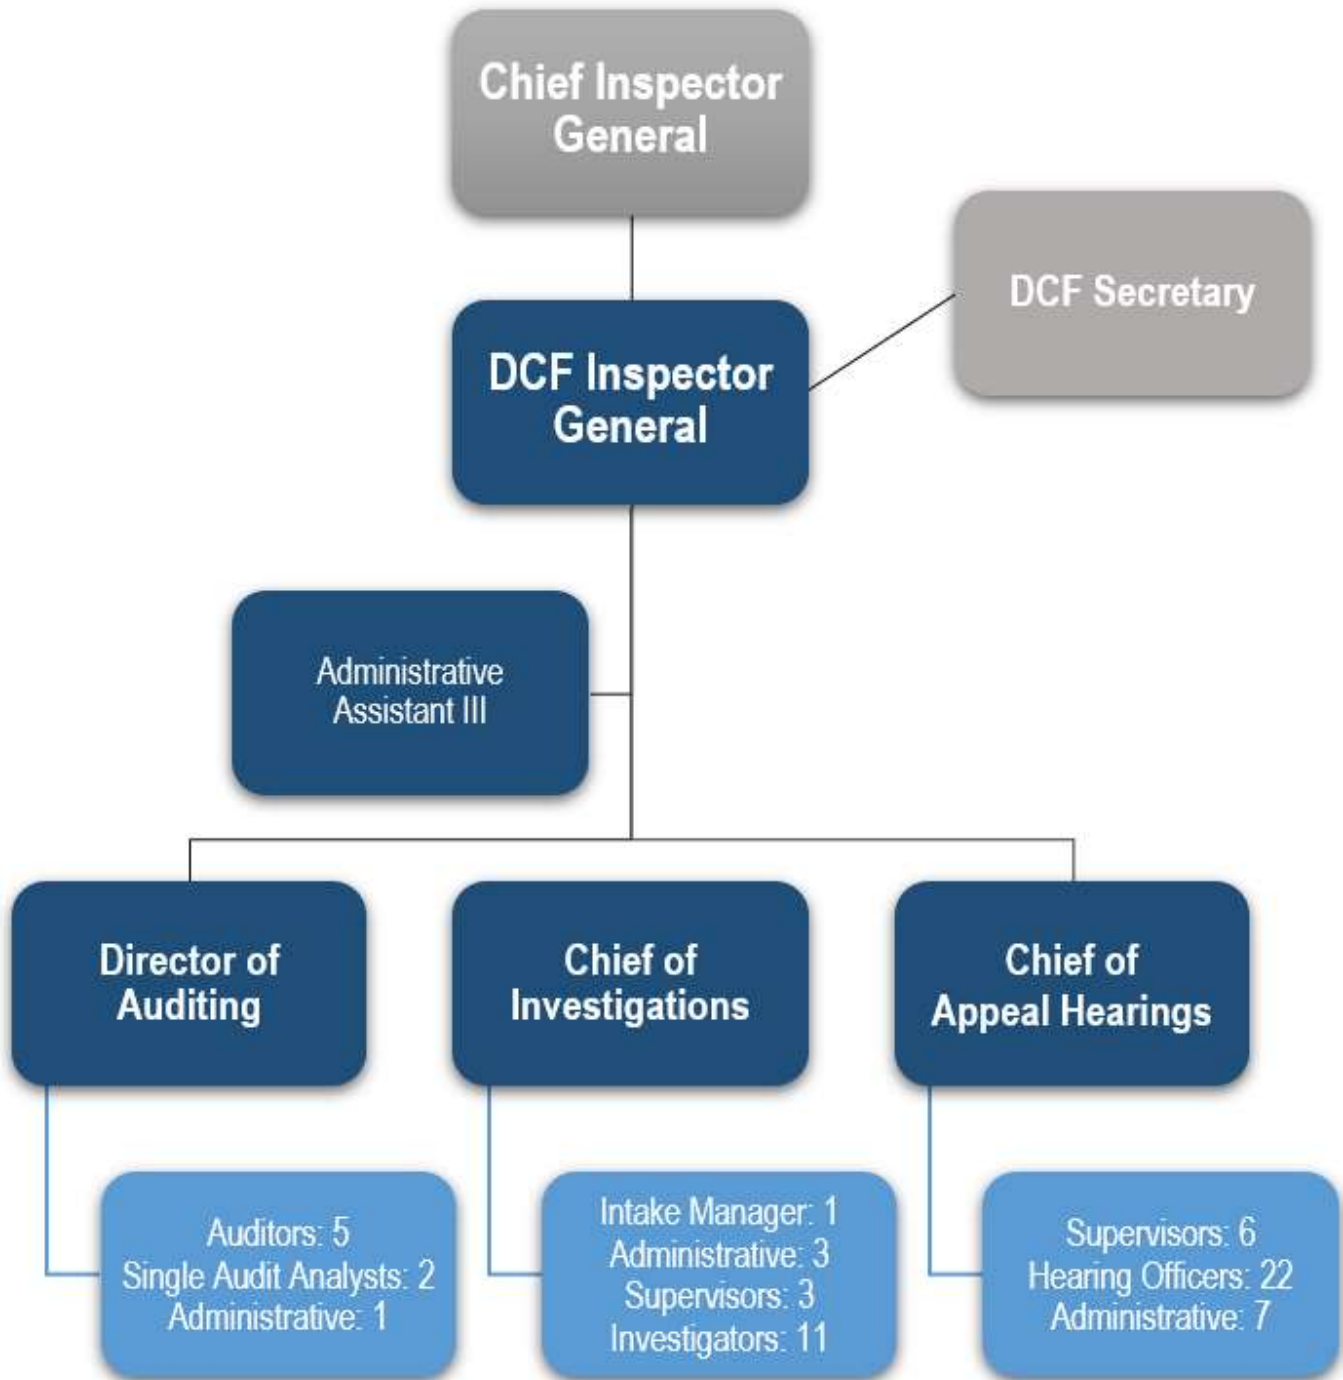 Chief Inspector
General
DCF Secretary
DCF Inspector
General
Administrative
Assistant III
Director of
Auditing
Chief of
Investigations
Chief of
Appeal Hearings
Auditors: 5
Single Audit Analysts: 2
Administrative: 1
Intake Manager: 1
Administrative: 3
Supervisors: 3
Investigators: 11
Supervisors: 6
Hearing Officers: 22
Administrative: 7